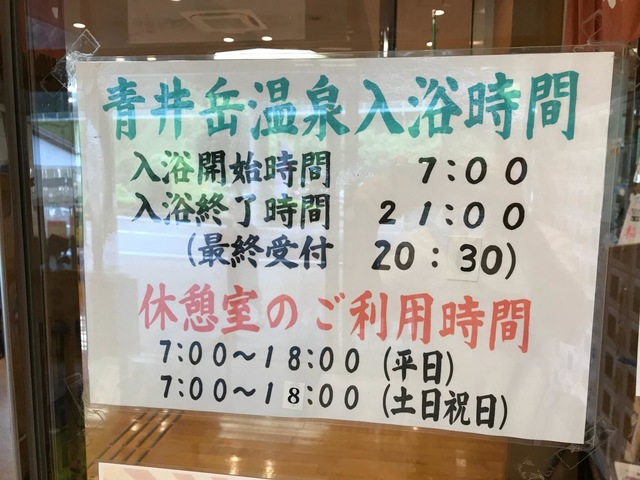 青井岳温泉入浴時間
入浴開始時間 7:00
入浴終了時間 21:00
(最終受付 20:30)
休憩室のご利用時間
7:00～18:00 (平日)
7:00～18:00 (土日祝日)